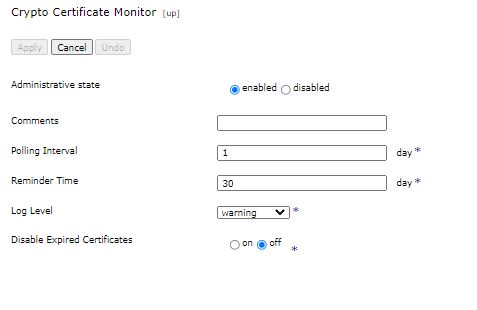 Crypto Certificate Monitor [up]
Apply Cancel Undo
Administrative state enabled disabled
Comments
Polling Interval 1 day *
Reminder Time 30 day *
Log Level warning *
Disable Expired Certificates on off *